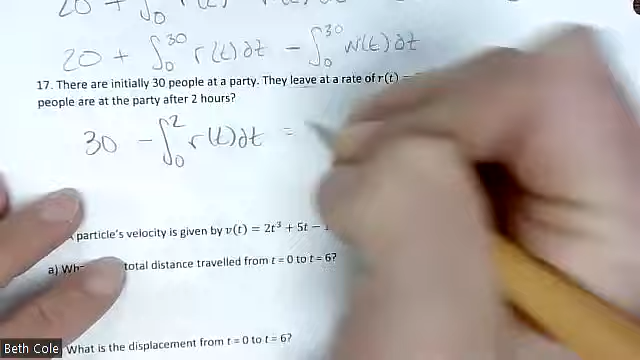 20 + ∫₀³⁰ r(t)dt − ∫₀³⁰ w(t)dt
17. There are initially 30 people at a party. They leave at a rate of r(t) =
people are at the party after 2 hours?
30 − ∫₀² r(t)dt =
particle's velocity is given by v(t) = 2t³ + 5t −
a) total distance travelled from t = 0 to t = 6?
What is the displacement from t = 0 to t = 6?
Beth Cole